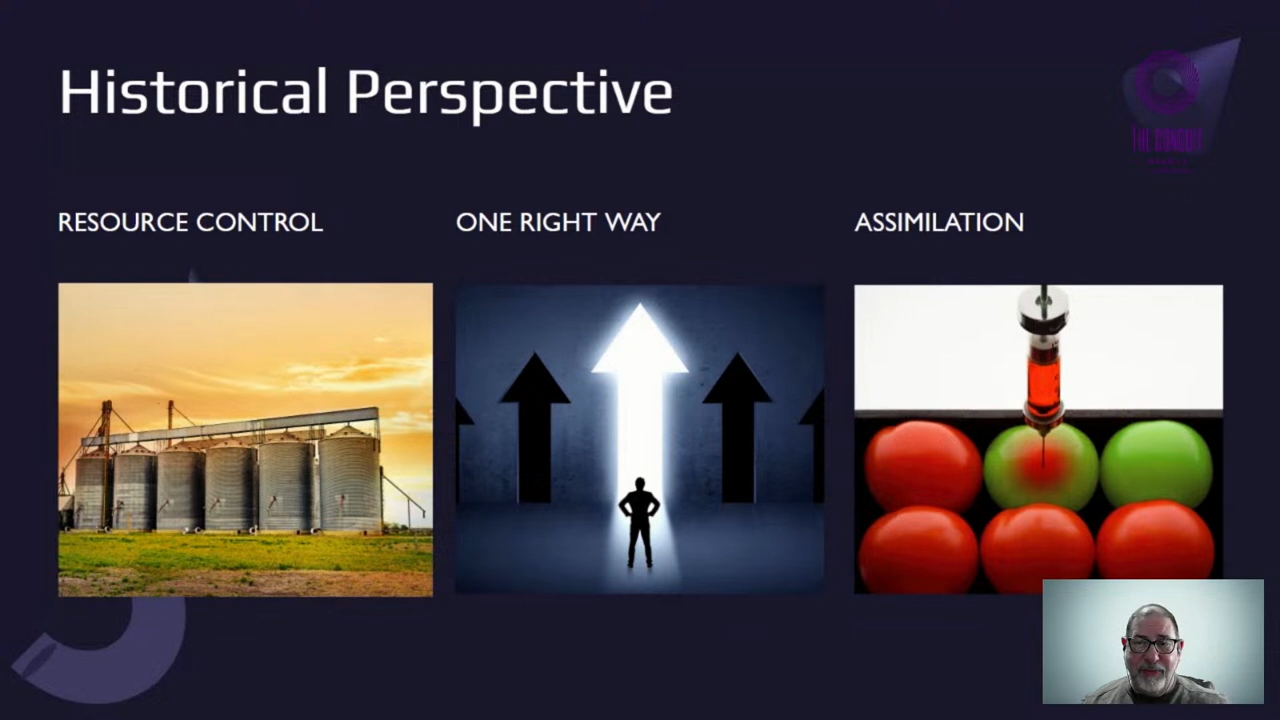 Historical Perspective
RESOURCE CONTROL
ONE RIGHT WAY
ASSIMILATION